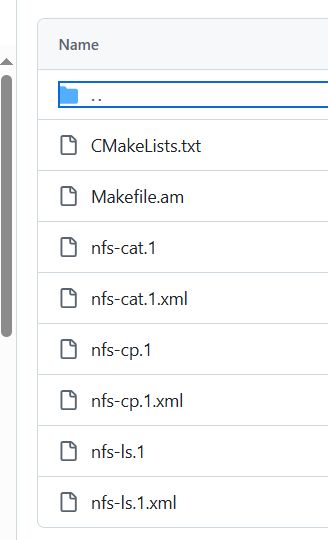 Name
..
CMakeLists.txt
Makefile.am
nfs-cat.1
nfs-cat.1.xml
nfs-cp.1
nfs-cp.1.xml
nfs-ls.1
nfs-ls.1.xml